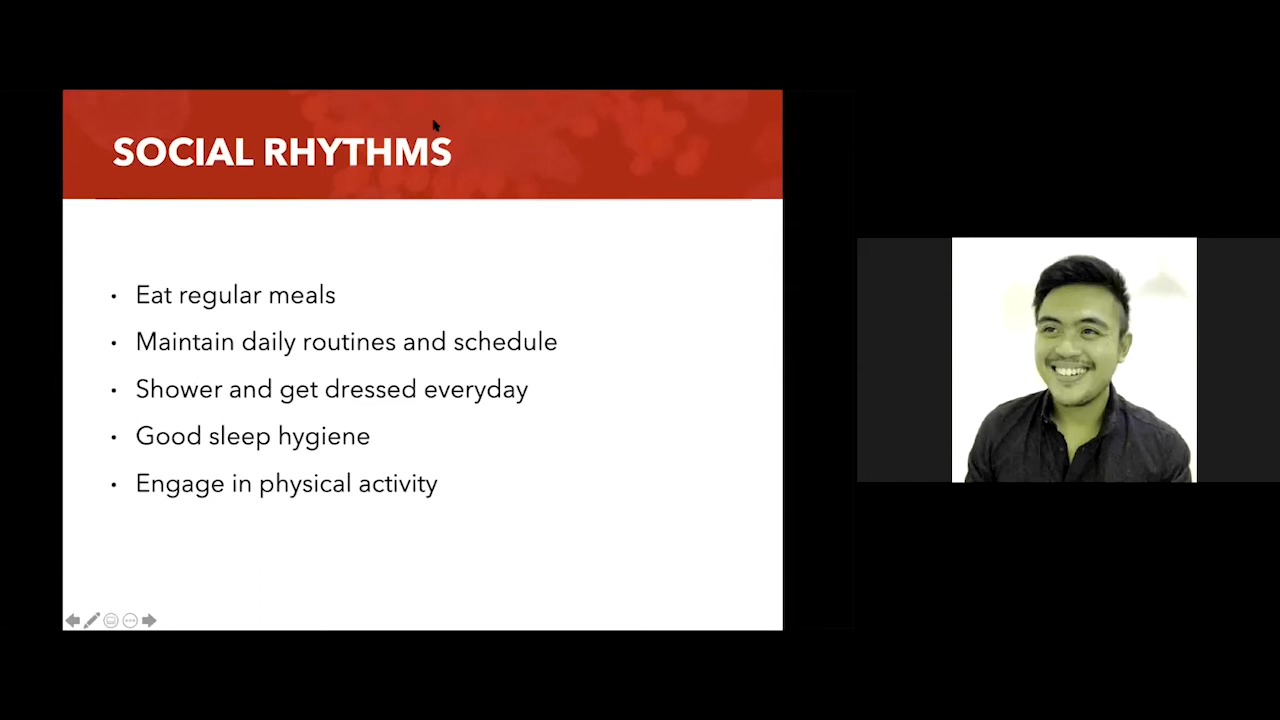 SOCIAL RHYTHMS
Eat regular meals
Maintain daily routines and schedule
Shower and get dressed everyday
Good sleep hygiene
Engage in physical activity